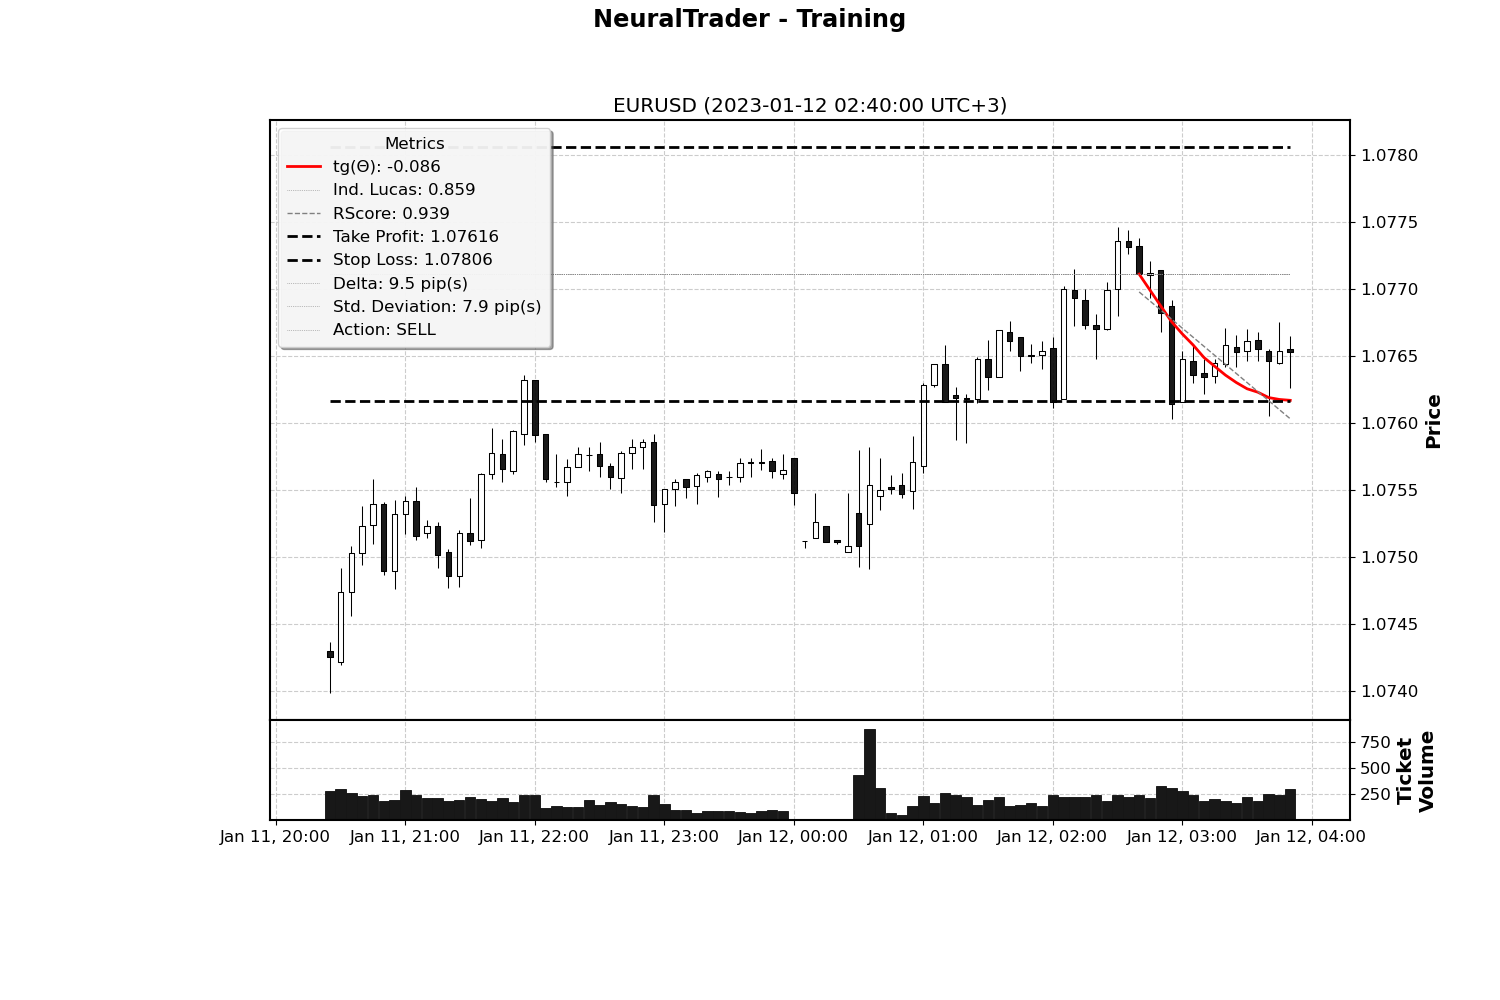 NeuralTrader - Training
EURUSD (2023-01-12 02:40:00 UTC+3)
Metrics
tg(Θ): -0.086
Ind. Lucas: 0.859
RScore: 0.939
Take Profit: 1.07616
Stop Loss: 1.07806
Delta: 9.5 pip(s)
Std. Deviation: 7.9 pip(s)
Action: SELL
1.0780
1.0775
1.0770
1.0765
1.0760
1.0755
1.0750
1.0745
1.0740
Price
750
500
250
Ticket
Volume
Jan 11, 20:00
Jan 11, 21:00
Jan 11, 22:00
Jan 11, 23:00
Jan 12, 00:00
Jan 12, 01:00
Jan 12, 02:00
Jan 12, 03:00
Jan 12, 04:00